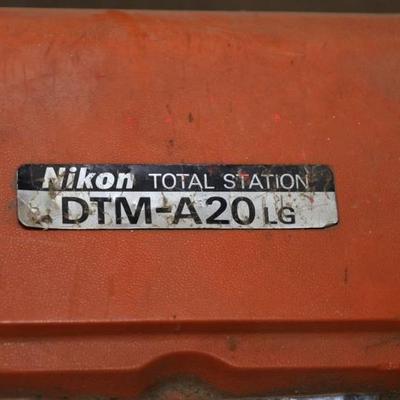 Nikon TOTAL STATION
DTM-A20 LG